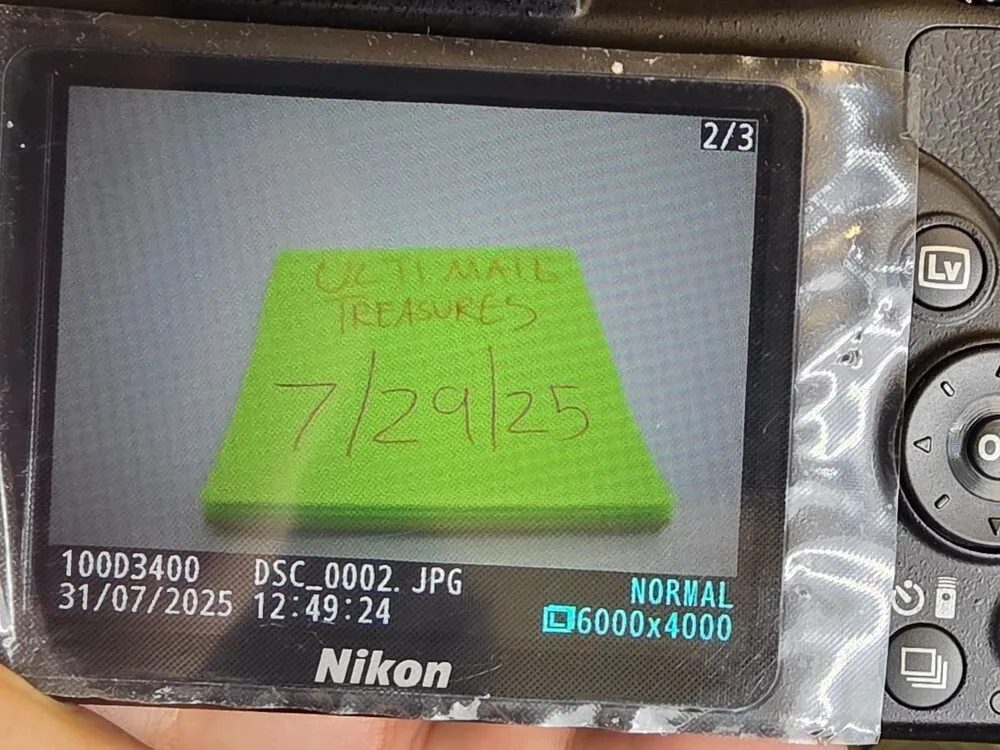 2/3
ULTIMAIL
TREASURES
7/29/25
100D3400 DSC_0002.JPG
31/07/2025 12:49:24
NORMAL
6000x4000
Nikon
Lv